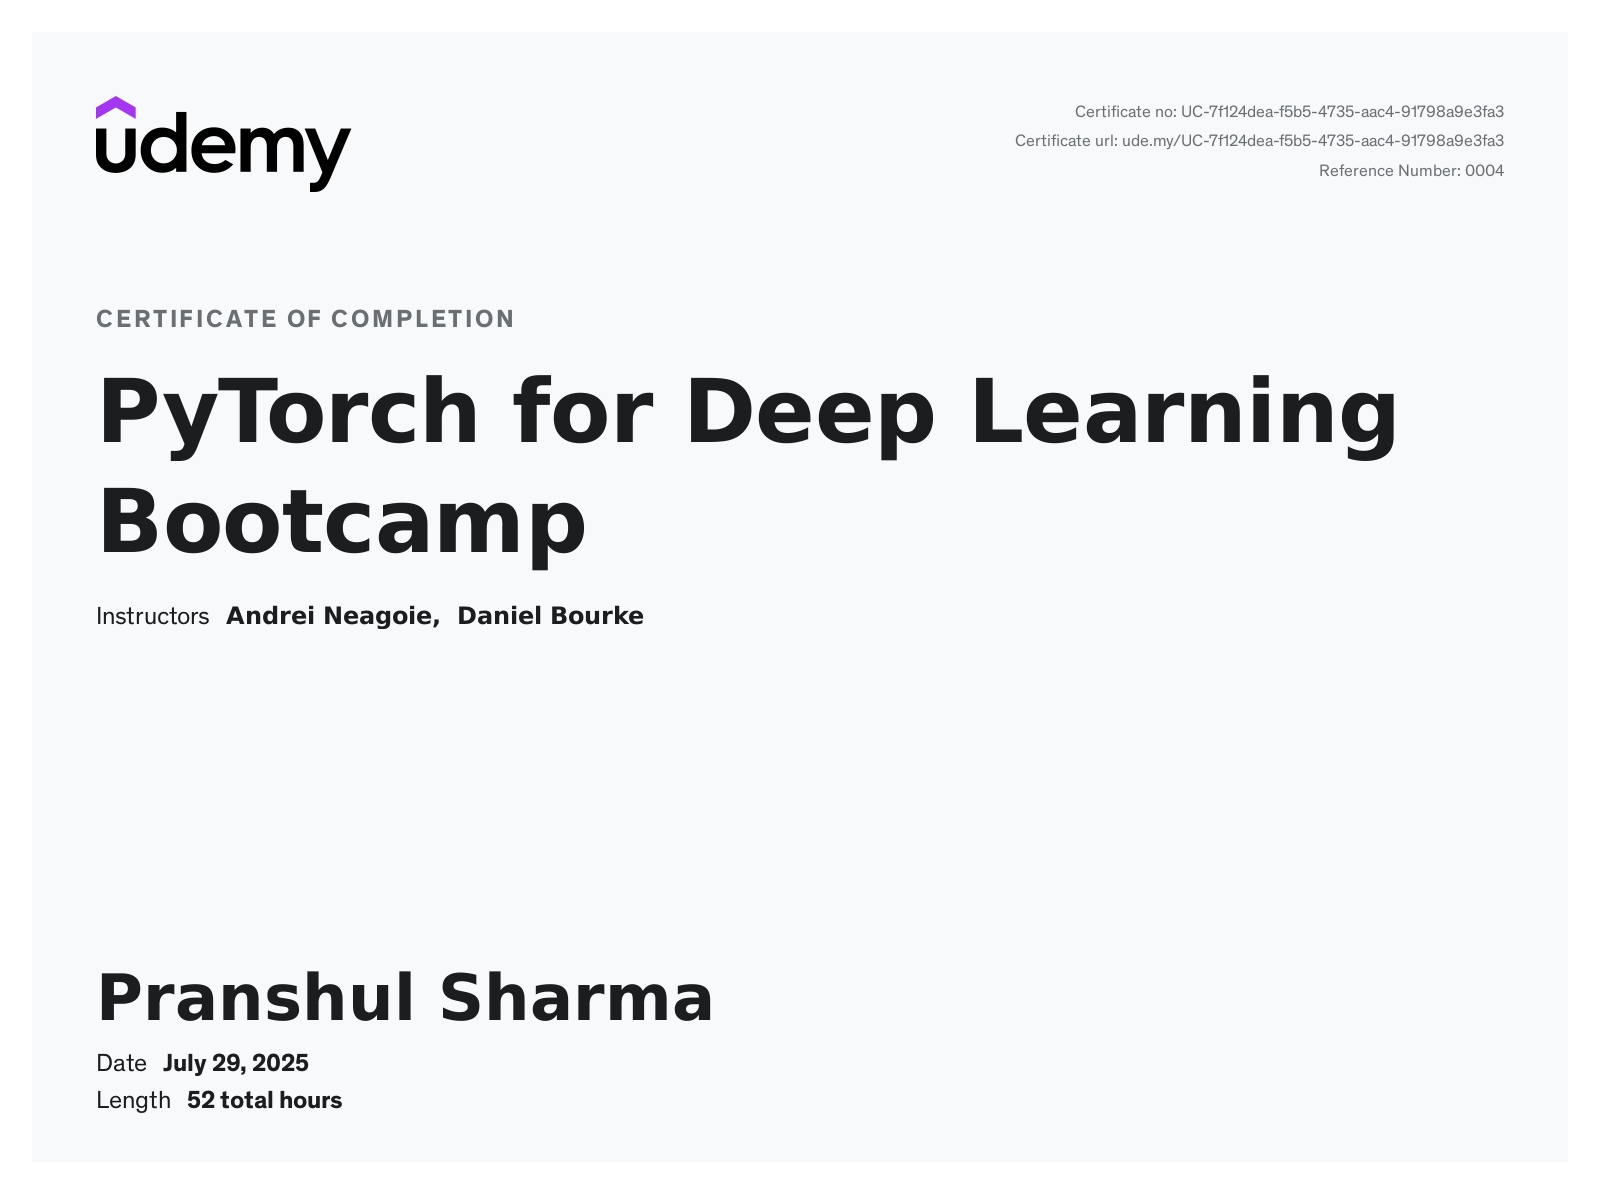 udemy
Certificate no: UC-7f124dea-f5b5-4735-aac4-91798a9e3fa3
Certificate url: ude.my/UC-7f124dea-f5b5-4735-aac4-91798a9e3fa3
Reference Number: 0004
CERTIFICATE OF COMPLETION
PyTorch for Deep Learning
Bootcamp
Instructors Andrei Neagoie, Daniel Bourke
Pranshul Sharma
Date July 29, 2025
Length 52 total hours